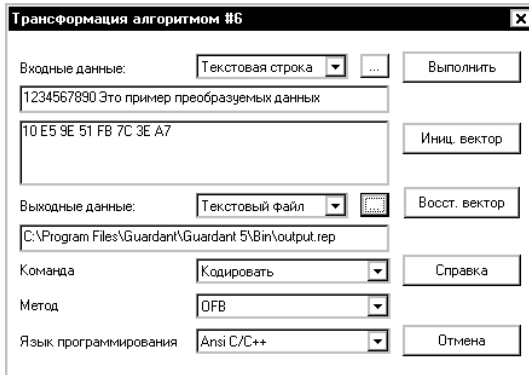 Трансформация алгоритмом #6
Входные данные: Текстовая строка ... Выполнить
1234567890 Это пример преобразуемых данных
10 E5 9E 51 FB 7C 3E A7
Иниц. вектор
Выходные данные: Текстовый файл ... Восст. вектор
C:\Program Files\Guardant\Guardant 5\Bin\output.rep
Команда Кодировать Справка
Метод OFB
Язык программирования Ansi C/C++ Отмена